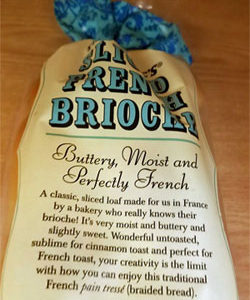 SLI
FRENCH
BRIOCHE
Buttery, Moist and
Perfectly French
A classic, sliced loaf made for us in France
by a bakery who really knows their
brioche! It's very moist and buttery and
slightly sweet. Wonderful untoasted,
sublime for cinnamon toast and perfect for
French toast, your creativity is the limit
with how you can enjoy this traditional
French pain tressé (braided bread).